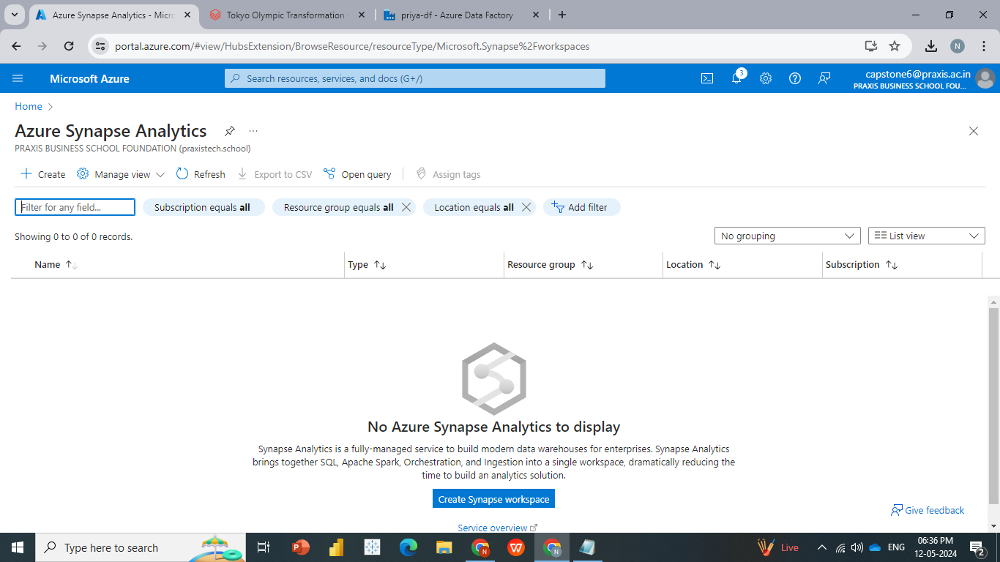 Azure Synapse Analytics - Micro
Tokyo Olympic Transformation -
priya-df - Azure Data Factory
portal.azure.com/#view/HubsExtension/BrowseResource/resourceType/Microsoft.Synapse%2Fworkspaces
N
Microsoft Azure
Search resources, services, and docs (G+/)
3
capstone6@praxis.ac.in
PRAXIS BUSINESS SCHOOL FOU...
Home
Azure Synapse Analytics
PRAXIS BUSINESS SCHOOL FOUNDATION (praxistech.school)
Create
Manage view
Refresh
Export to CSV
Open query
Assign tags
Filter for any field...
Subscription equals all
Resource group equals all
Location equals all
Add filter
Showing 0 to 0 of 0 records.
No grouping
List view
Name
Type
Resource group
Location
Subscription
No Azure Synapse Analytics to display
Synapse Analytics is a fully-managed service to build modern data warehouses for enterprises. Synapse Analytics
brings together SQL, Apache Spark, Orchestration, and Ingestion into a single workspace, dramatically reducing the
time to build an analytics solution.
Create Synapse workspace
Give feedback
Service overview
Type here to search
Live
ENG
06:36 PM
12-05-2024
2